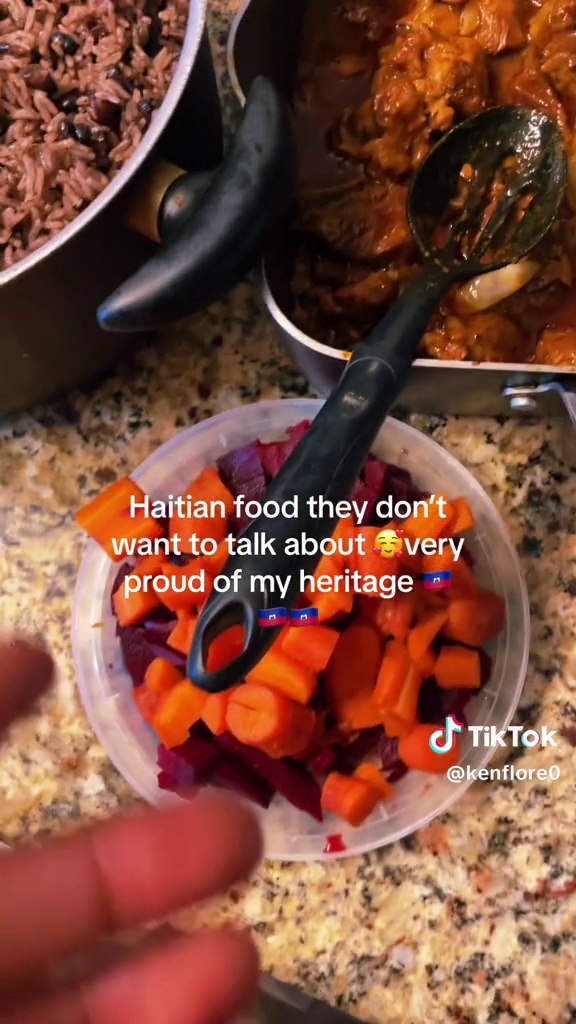 Haitian food they don't
want to talk about 🥰very
proud of my heritage 🇭🇹
🇭🇹🇭🇹
TikTok
@kenflore0